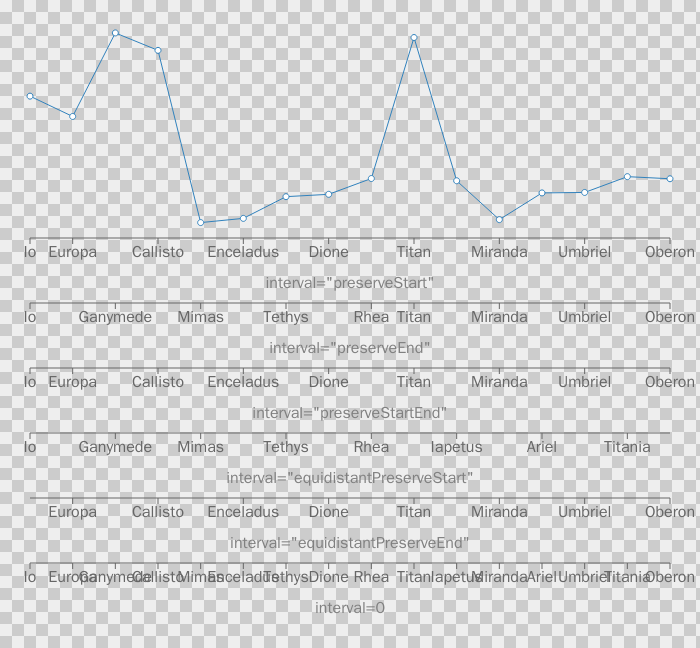 Io Europa Callisto Enceladus Dione Titan Miranda Umbriel Oberon
interval="preserveStart"
Io Ganymede Mimas Tethys Rhea Titan Miranda Umbriel Oberon
interval="preserveEnd"
Io Europa Callisto Enceladus Dione Titan Miranda Umbriel Oberon
interval="preserveStartEnd"
Io Ganymede Mimas Tethys Rhea Iapetus Ariel Titania
interval="equidistantPreserveStart"
Europa Callisto Enceladus Dione Titan Miranda Umbriel Oberon
interval="equidistantPreserveEnd"
Io Europa Ganymede Callisto Mimas Enceladus Tethys Dione Rhea Titan Iapetus Miranda Ariel Umbriel Titania Oberon
interval=0